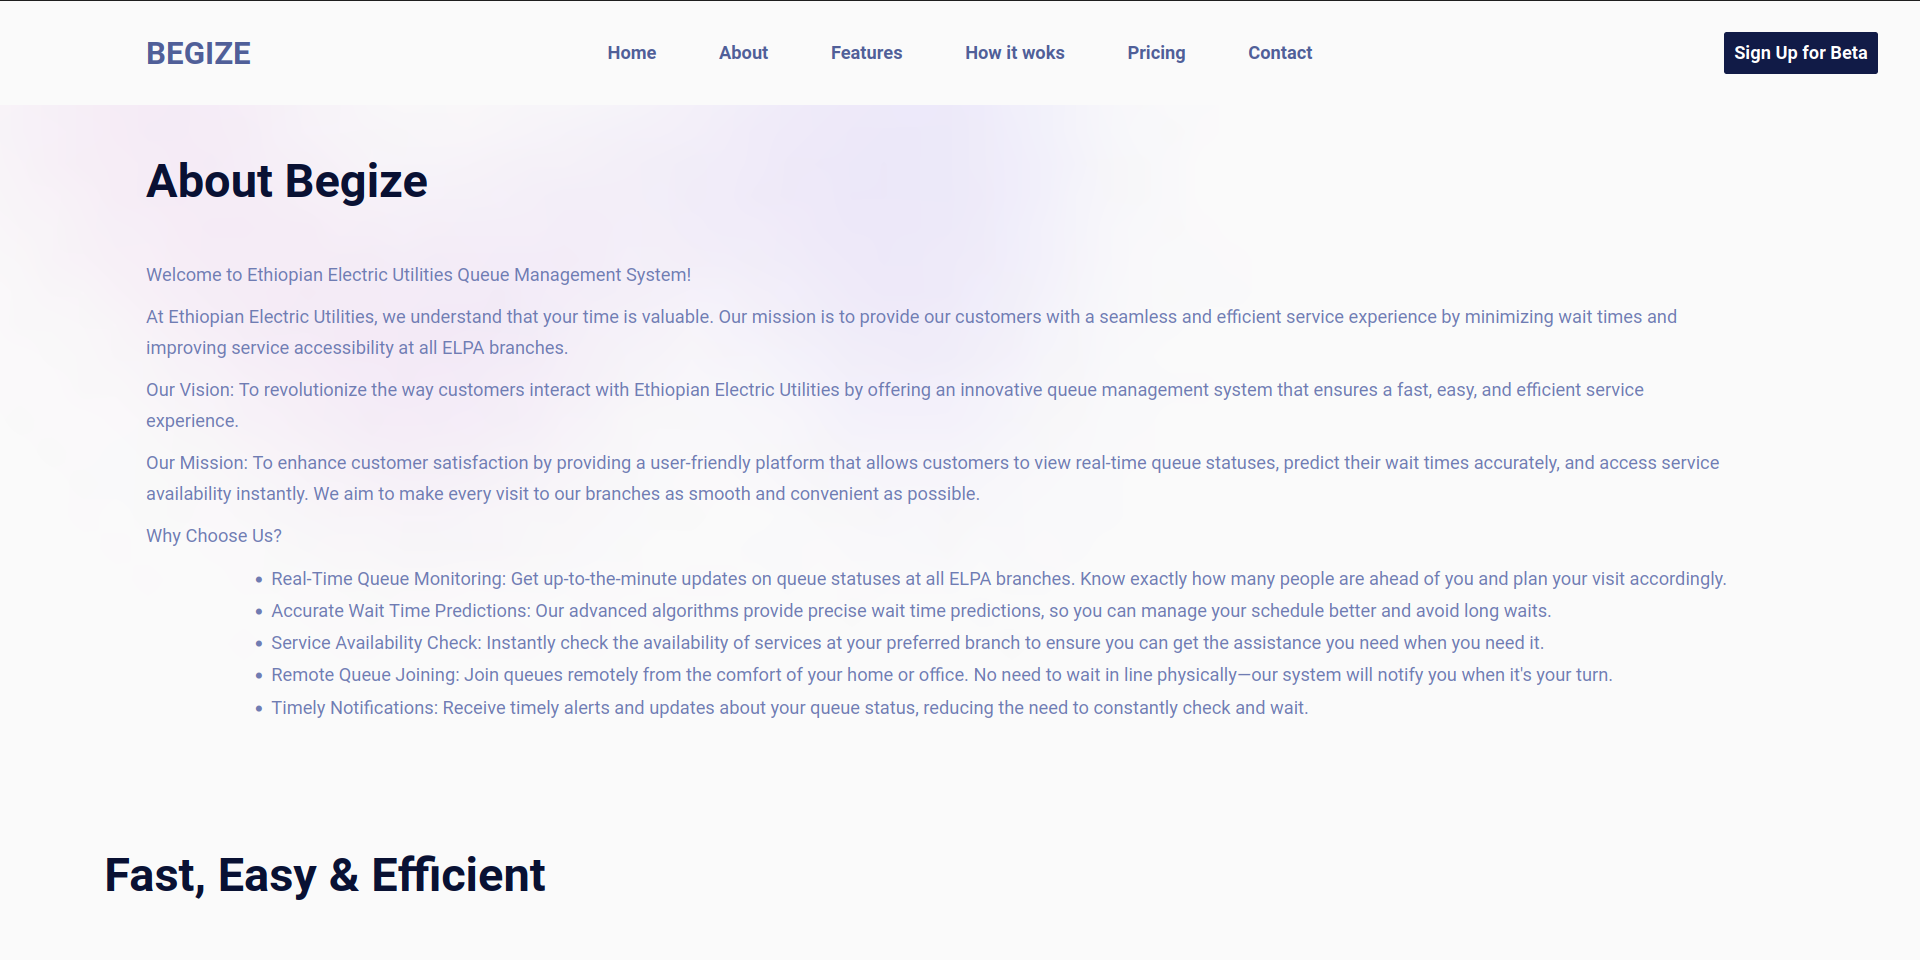 BEGIZE
Home
About
Features
How it woks
Pricing
Contact
Sign Up for Beta
About Begize
Welcome to Ethiopian Electric Utilities Queue Management System!
At Ethiopian Electric Utilities, we understand that your time is valuable. Our mission is to provide our customers with a seamless and efficient service experience by minimizing wait times and
improving service accessibility at all ELPA branches.
Our Vision: To revolutionize the way customers interact with Ethiopian Electric Utilities by offering an innovative queue management system that ensures a fast, easy, and efficient service
experience.
Our Mission: To enhance customer satisfaction by providing a user-friendly platform that allows customers to view real-time queue statuses, predict their wait times accurately, and access service
availability instantly. We aim to make every visit to our branches as smooth and convenient as possible.
Why Choose Us?
• Real-Time Queue Monitoring: Get up-to-the-minute updates on queue statuses at all ELPA branches. Know exactly how many people are ahead of you and plan your visit accordingly.
• Accurate Wait Time Predictions: Our advanced algorithms provide precise wait time predictions, so you can manage your schedule better and avoid long waits.
• Service Availability Check: Instantly check the availability of services at your preferred branch to ensure you can get the assistance you need when you need it.
• Remote Queue Joining: Join queues remotely from the comfort of your home or office. No need to wait in line physically—our system will notify you when it's your turn.
• Timely Notifications: Receive timely alerts and updates about your queue status, reducing the need to constantly check and wait.
Fast, Easy & Efficient